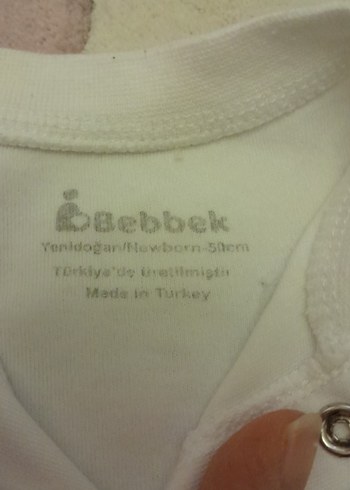 Bebbek
Yenidoğan/Newborn-50cm
Türkiye'de Üretilmiştir
Made in Turkey